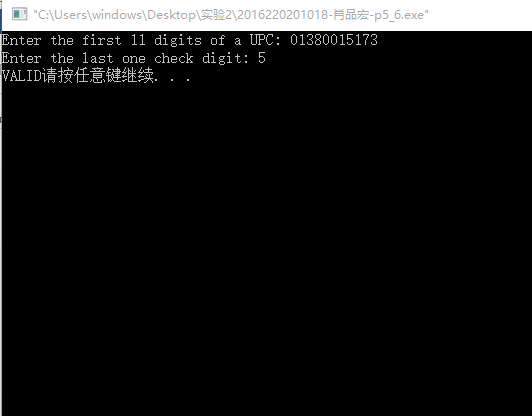 "C:\Users\windows\Desktop\实验2\2016220201018-肖品宏-p5_6.exe"
Enter the first 11 digits of a UPC: 01380015173
Enter the last one check digit: 5
VALID请按任意键继续. . .